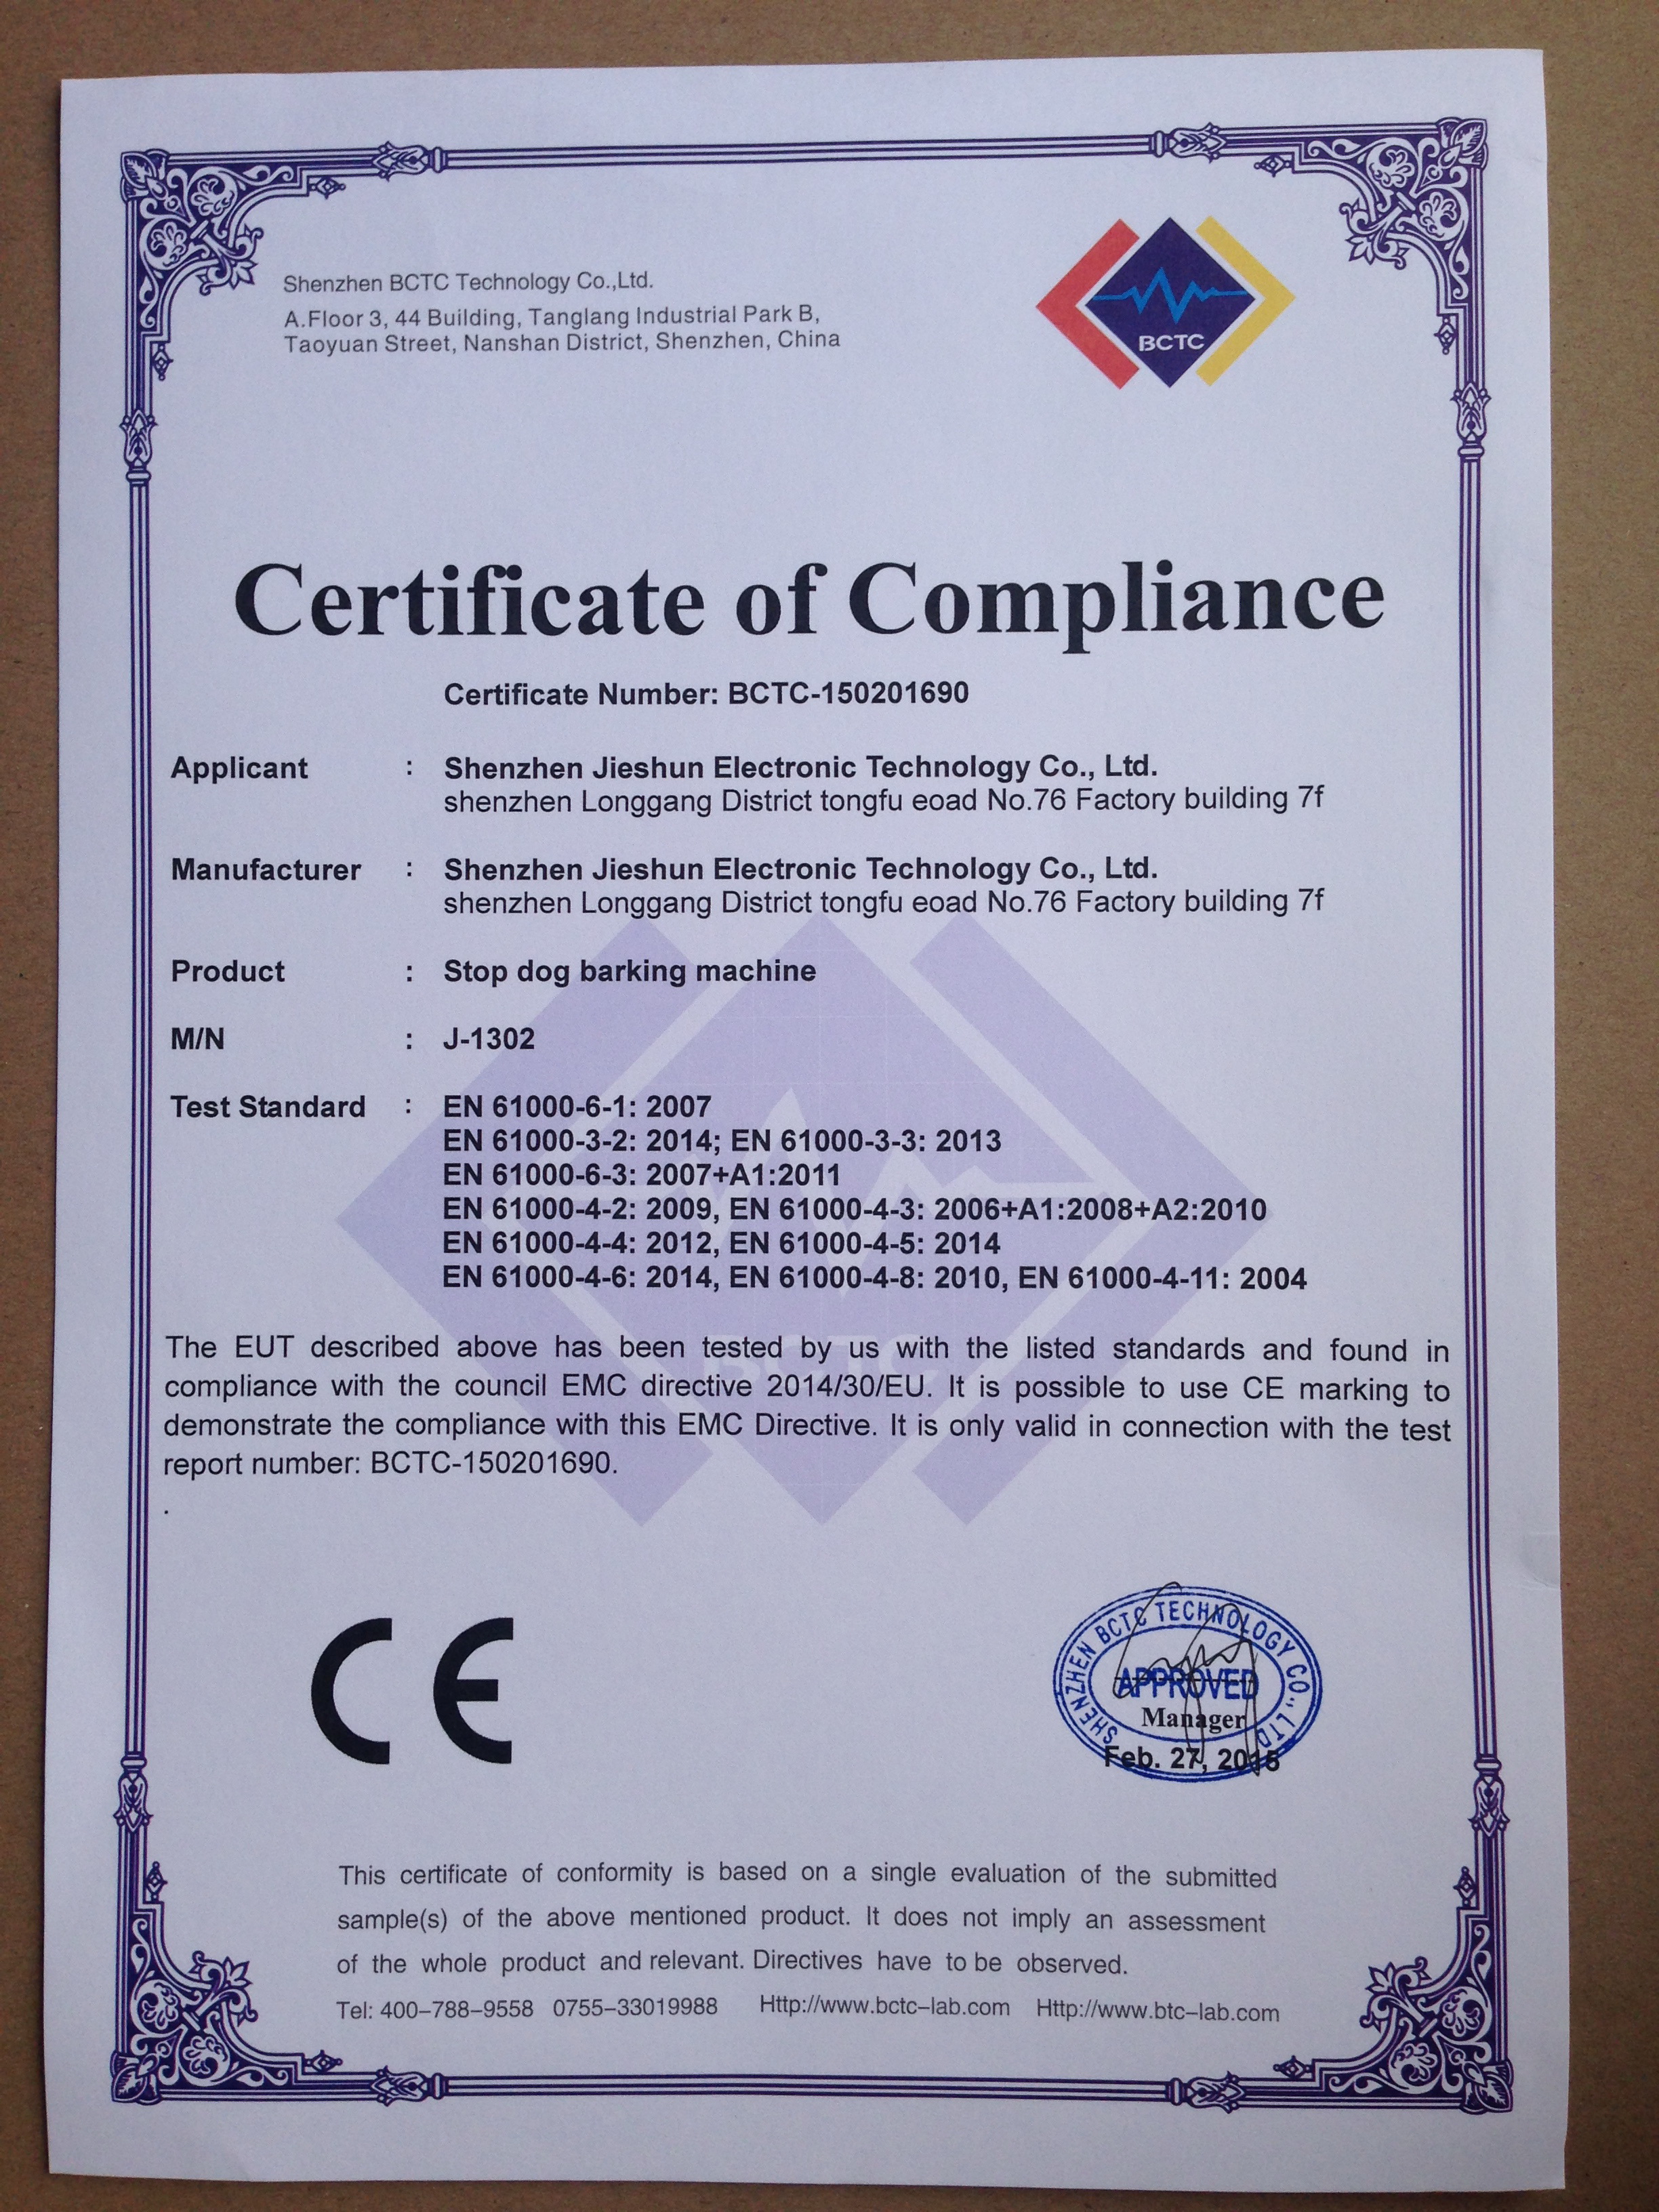 Shenzhen BCTC Technology Co.,Ltd.
A.Floor 3, 44 Building, Tanglang Industrial Park B,
Taoyuan Street, Nanshan District, Shenzhen, China
BCTC
Certificate of Compliance
Certificate Number: BCTC-150201690
Applicant : Shenzhen Jieshun Electronic Technology Co., Ltd.
shenzhen Longgang District tongfu eoad No.76 Factory building 7f
Manufacturer : Shenzhen Jieshun Electronic Technology Co., Ltd.
shenzhen Longgang District tongfu eoad No.76 Factory building 7f
Product : Stop dog barking machine
M/N : J-1302
Test Standard : EN 61000-6-1: 2007
EN 61000-3-2: 2014; EN 61000-3-3: 2013
EN 61000-6-3: 2007+A1:2011
EN 61000-4-2: 2009, EN 61000-4-3: 2006+A1:2008+A2:2010
EN 61000-4-4: 2012, EN 61000-4-5: 2014
EN 61000-4-6: 2014, EN 61000-4-8: 2010, EN 61000-4-11: 2004
BCTC
The EUT described above has been tested by us with the listed standards and found in
compliance with the council EMC directive 2014/30/EU. It is possible to use CE marking to
demonstrate the compliance with this EMC Directive. It is only valid in connection with the test
report number: BCTC-150201690.
.
CE
SHENZHEN BCTC TECHNOLOGY CO., LTD
APPROVED
Manager
Feb. 27, 2015
This certificate of conformity is based on a single evaluation of the submitted
sample(s) of the above mentioned product. It does not imply an assessment
of the whole product and relevant. Directives have to be observed.
Tel: 400-788-9558 0755-33019988 Http://www.bctc-lab.com Http://www.btc-lab.com